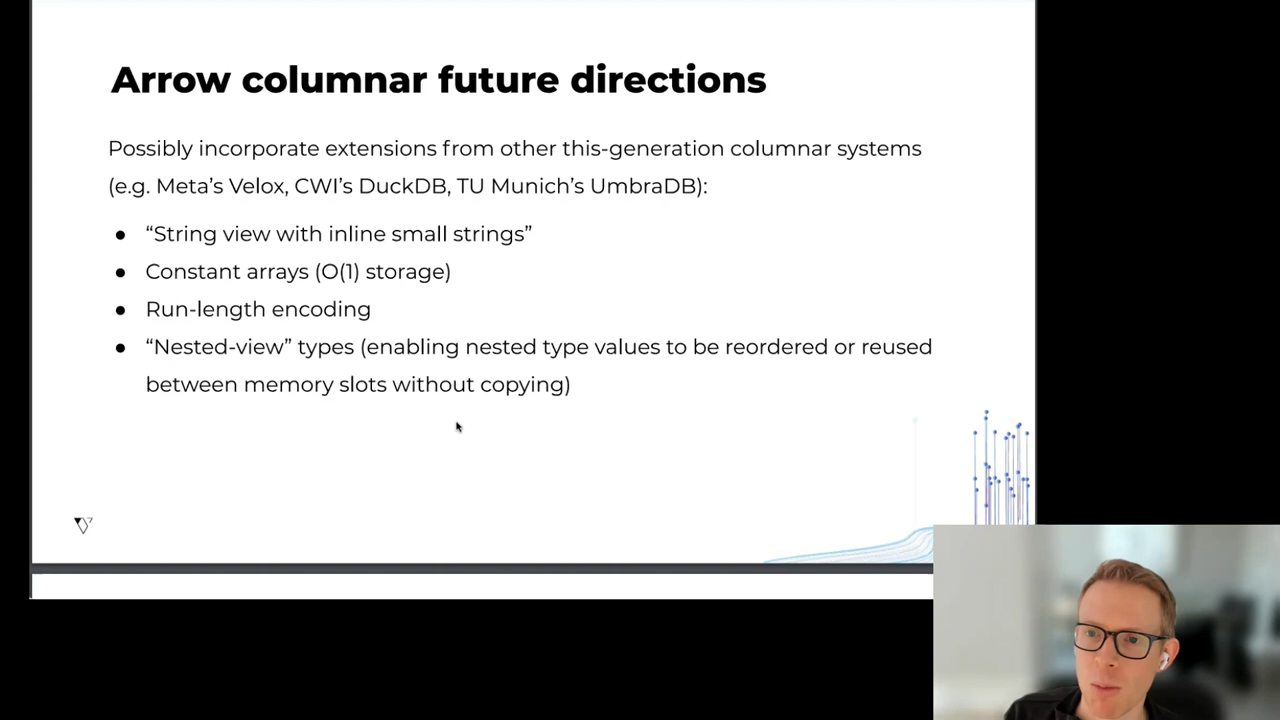 Arrow columnar future directions
Possibly incorporate extensions from other this-generation columnar systems
(e.g. Meta’s Velox, CWI’s DuckDB, TU Munich’s UmbraDB):
● “String view with inline small strings”
● Constant arrays (O(1) storage)
● Run-length encoding
● “Nested-view” types (enabling nested type values to be reordered or reused
between memory slots without copying)